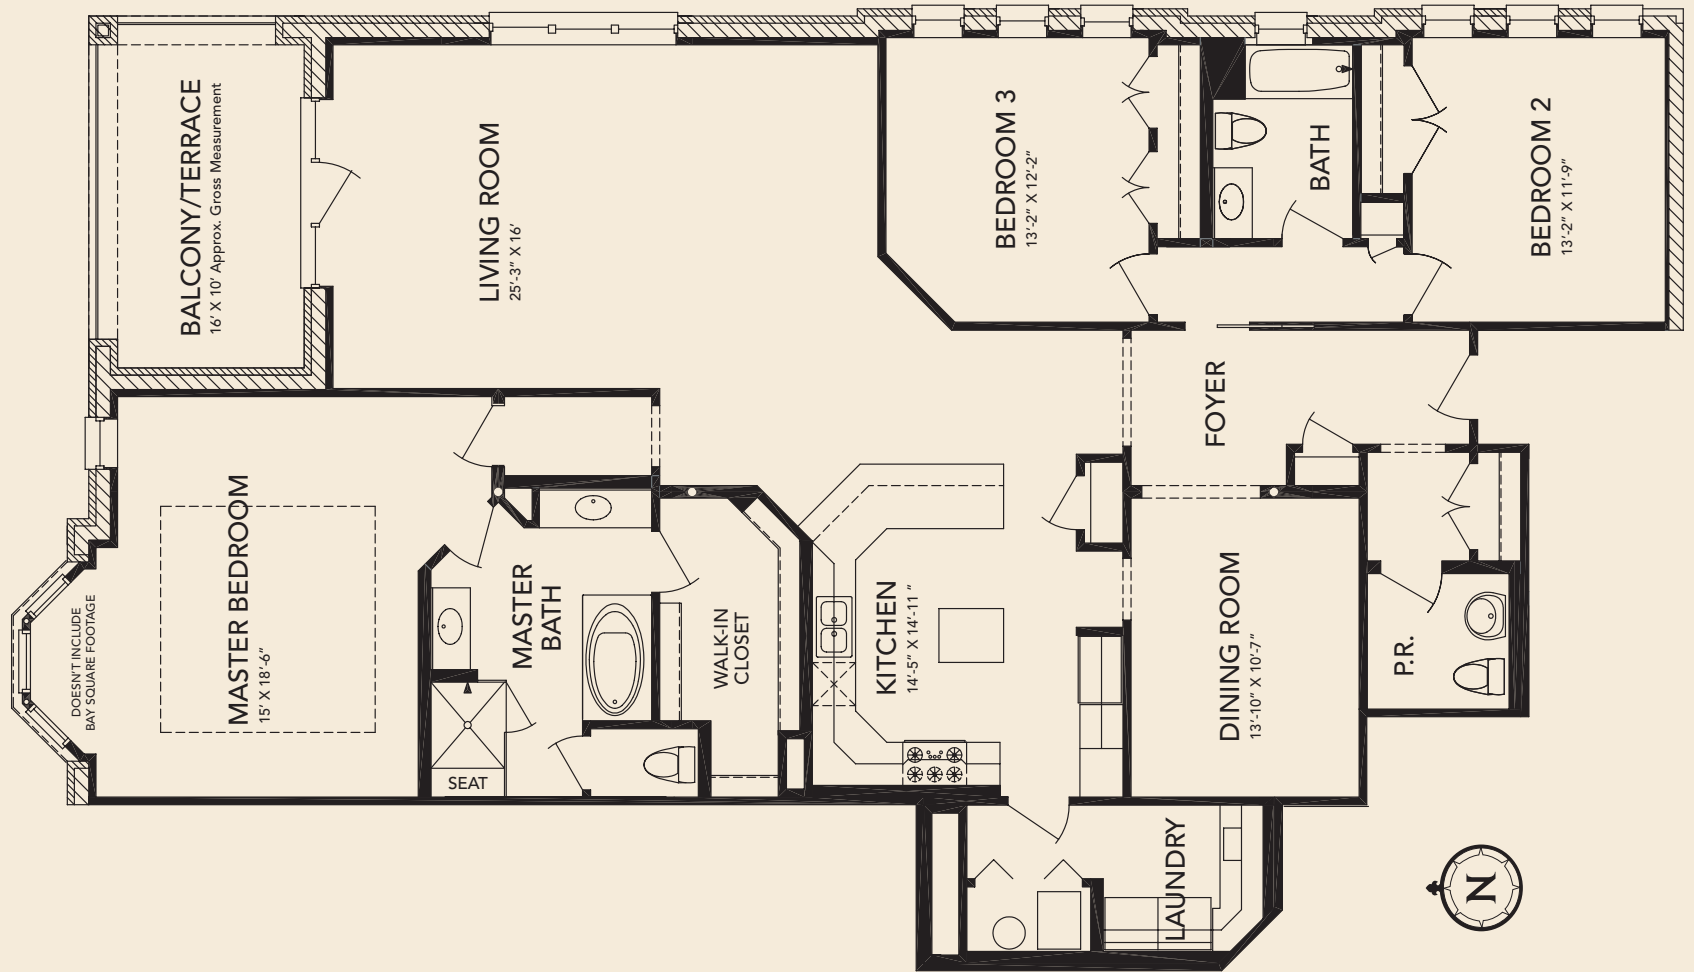 BALCONY/TERRACE
16' X 10' Approx. Gross Measurement
LIVING ROOM
25'-3" X 16'
BEDROOM 3
13'-2" X 12'-2"
BATH
BEDROOM 2
13'-2" X 11'-9"
FOYER
DOESN'T INCLUDE
BAY SQUARE FOOTAGE
MASTER BEDROOM
15' X 18'-6"
MASTER
BATH
SEAT
WALK-IN
CLOSET
KITCHEN
14'-5" X 14'-11 "
DINING ROOM
13'-10" X 10'-7"
P.R.
LAUNDRY
N